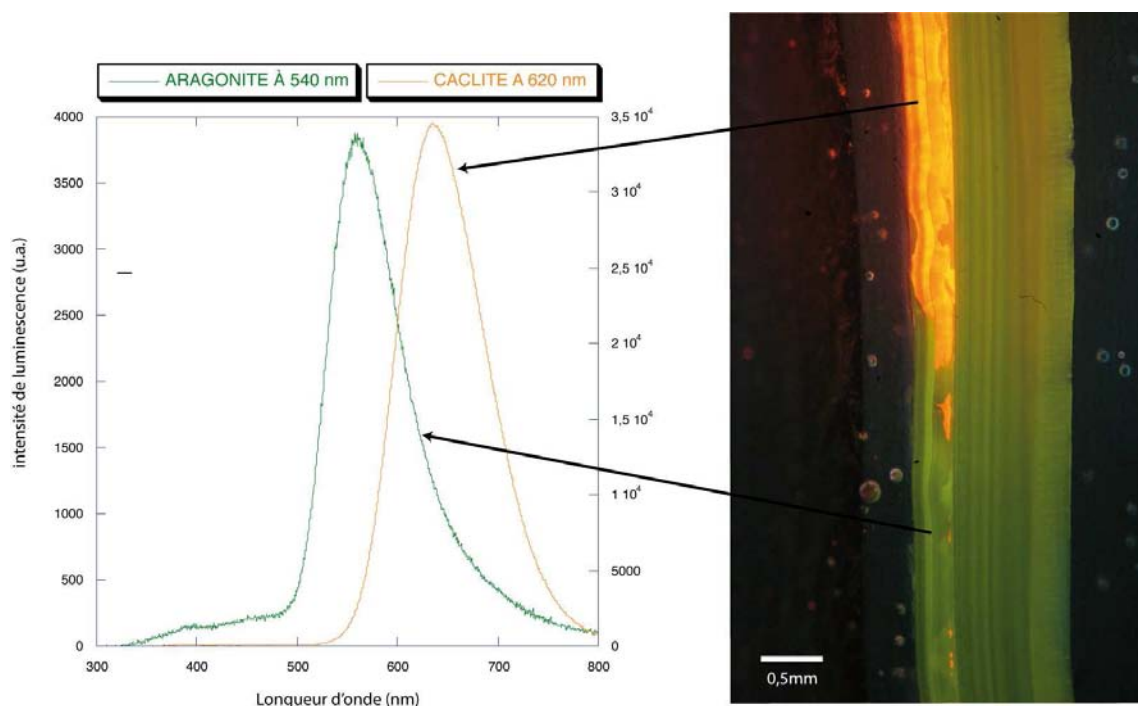 ARAGONITE À 540 nm
CACLITE A 620 nm
intensité de luminescence (u.a.)
4000
3500
3000
2500
2000
1500
1000
500
0
3,5 10⁴
3 10⁴
2,5 10⁴
2 10⁴
1,5 10⁴
1 10⁴
5000
0
300 400 500 600 700 800
Longueur d'onde (nm)
0,5mm